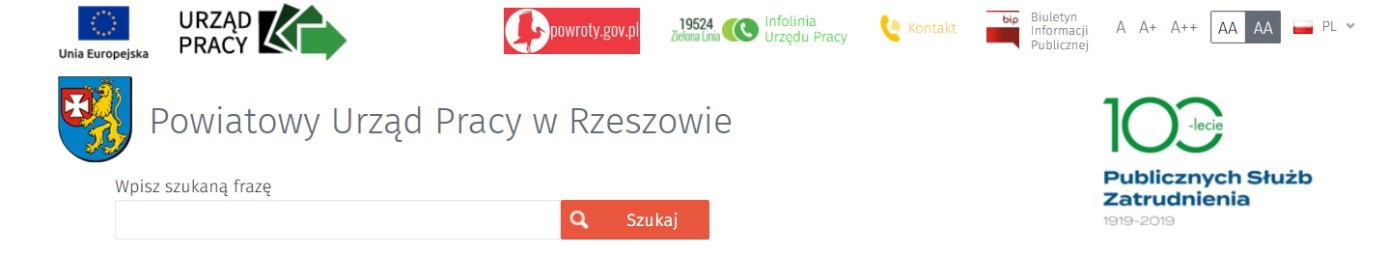 Unia Europejska
URZĄD
PRACY
powroty.gov.pl
19524
Zielona Linia
Infolinia
Urzędu Pracy
Kontakt
bip
Biuletyn
Informacji
Publicznej
A A+ A++ AA AA PL
Powiatowy Urząd Pracy w Rzeszowie
100
-lecie
Publicznych Służb
Zatrudnienia
1919-2019
Wpisz szukaną frazę
Szukaj